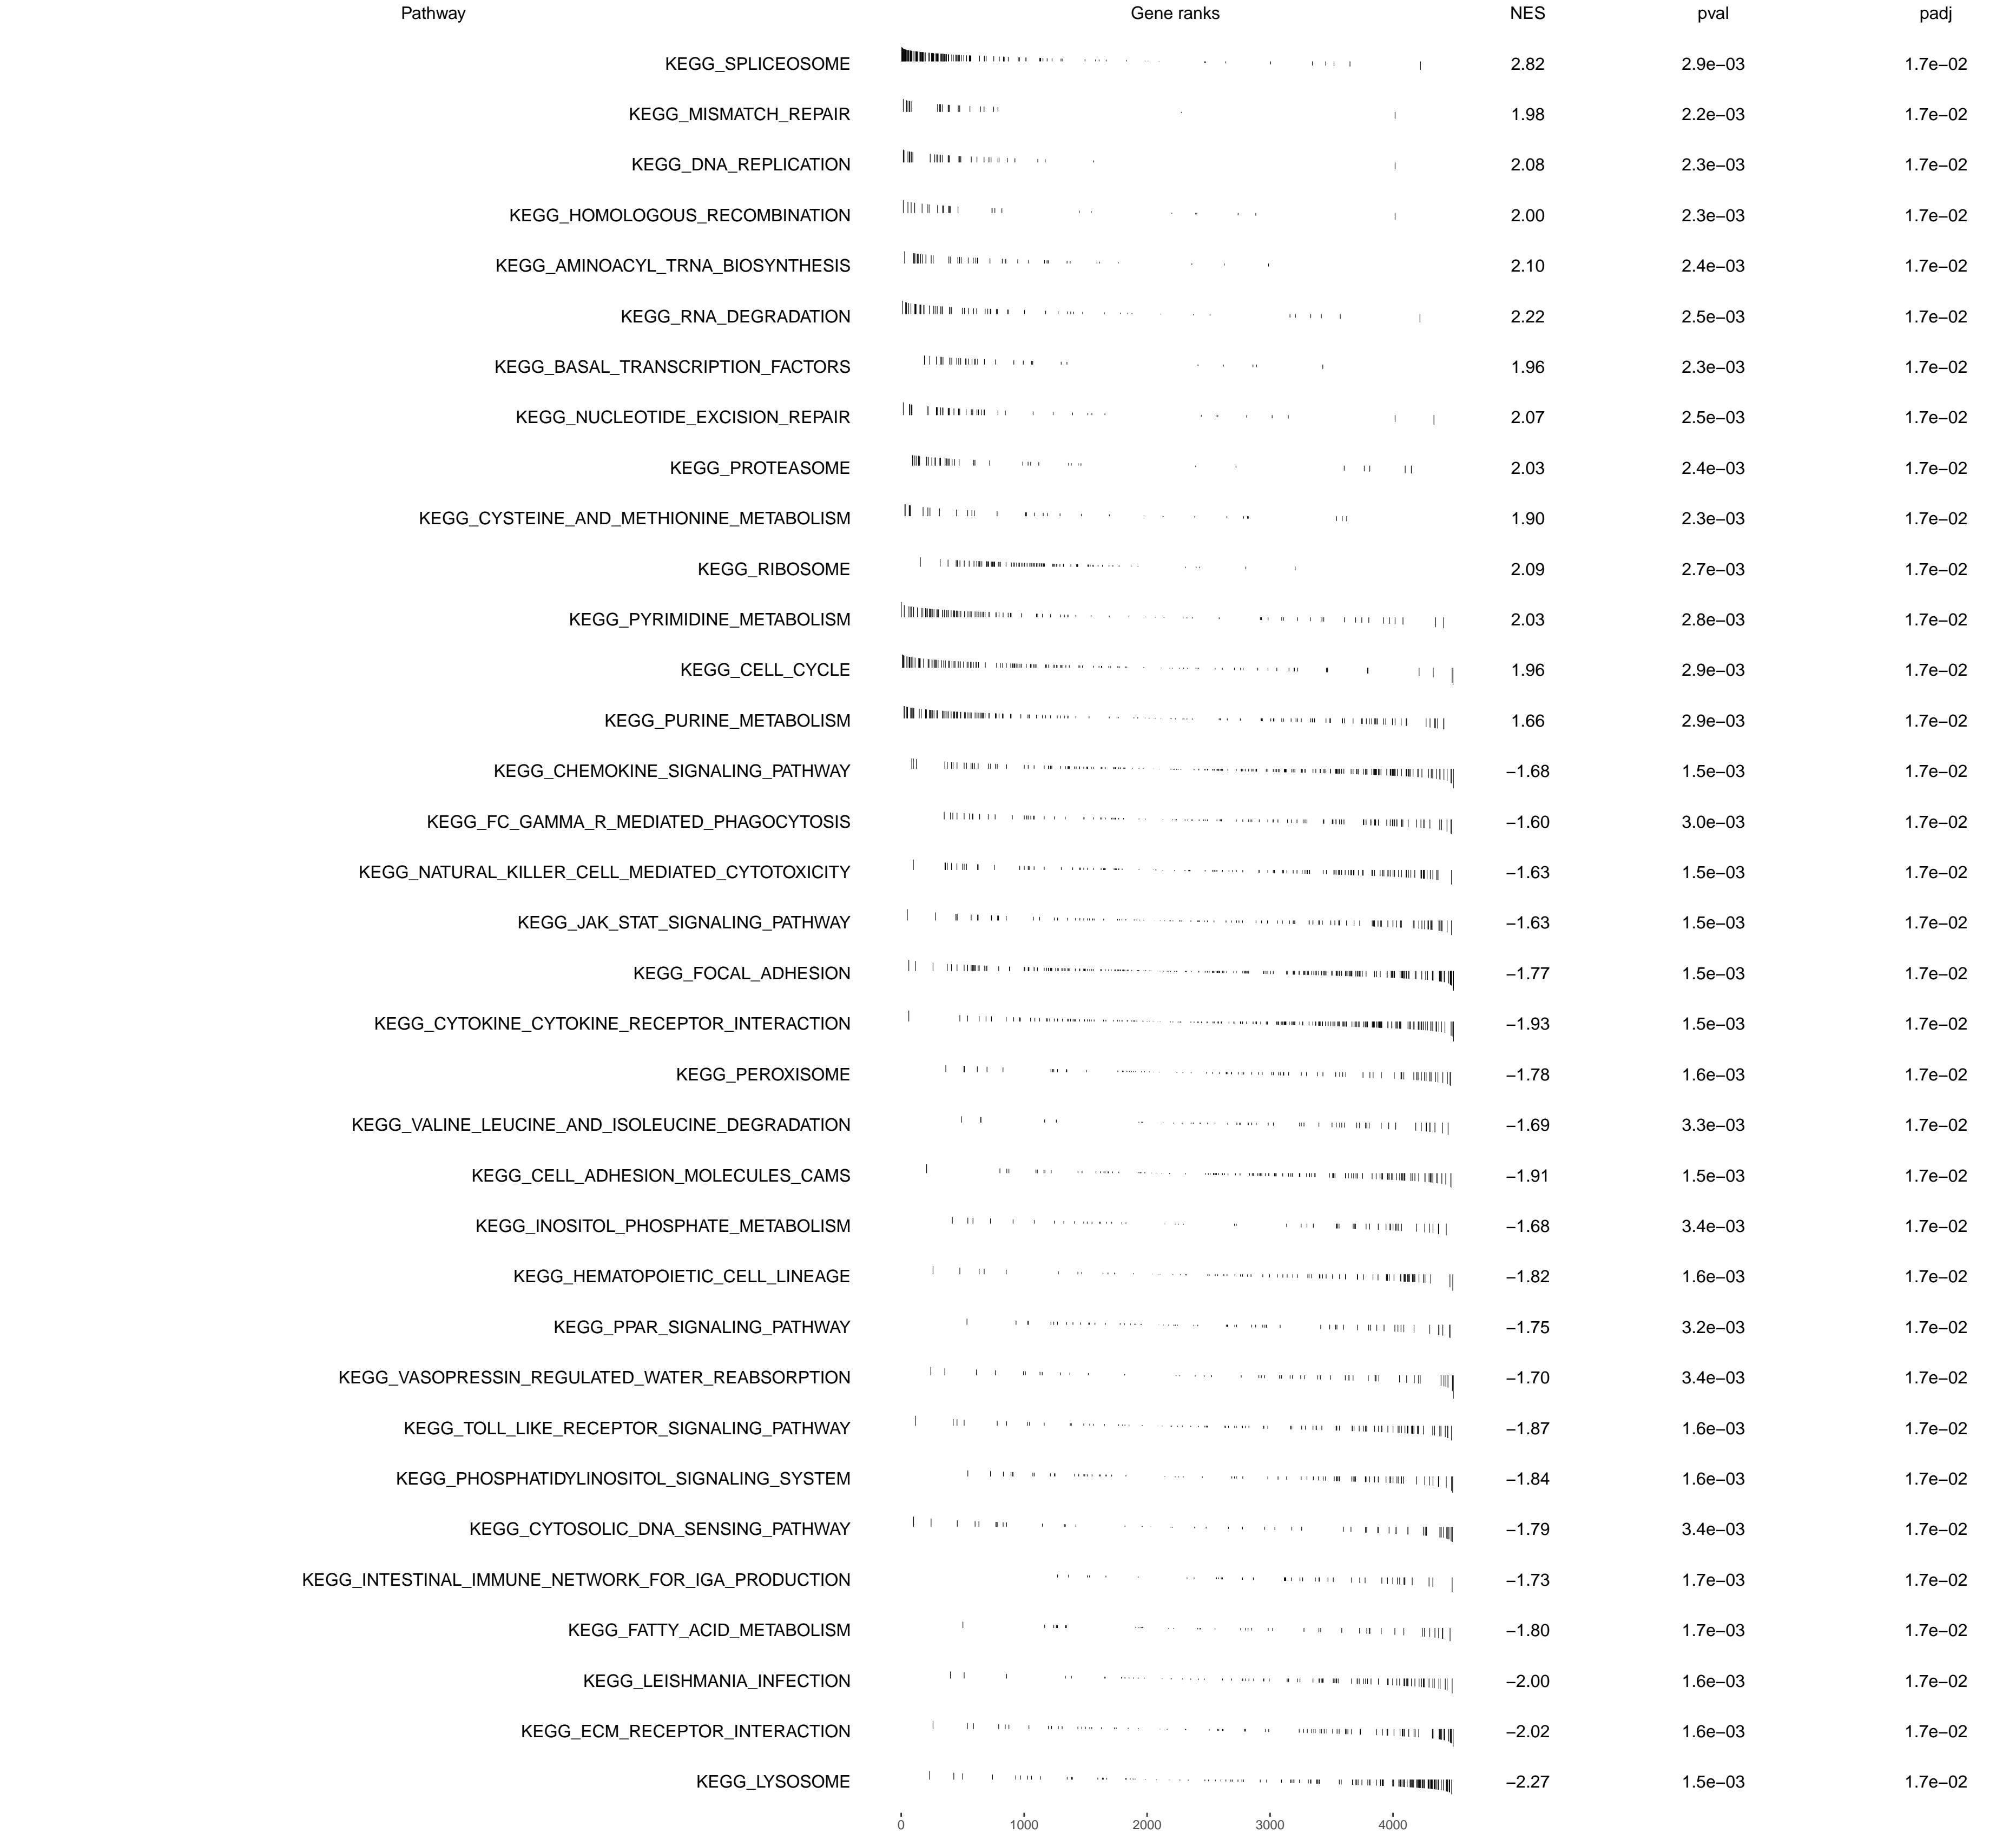 Pathway Gene ranks NES pval padj
KEGG_SPLICEOSOME 2.82 2.9e−03 1.7e−02
KEGG_MISMATCH_REPAIR 1.98 2.2e−03 1.7e−02
KEGG_DNA_REPLICATION 2.08 2.3e−03 1.7e−02
KEGG_HOMOLOGOUS_RECOMBINATION 2.00 2.3e−03 1.7e−02
KEGG_AMINOACYL_TRNA_BIOSYNTHESIS 2.10 2.4e−03 1.7e−02
KEGG_RNA_DEGRADATION 2.22 2.5e−03 1.7e−02
KEGG_BASAL_TRANSCRIPTION_FACTORS 1.96 2.3e−03 1.7e−02
KEGG_NUCLEOTIDE_EXCISION_REPAIR 2.07 2.5e−03 1.7e−02
KEGG_PROTEASOME 2.03 2.4e−03 1.7e−02
KEGG_CYSTEINE_AND_METHIONINE_METABOLISM 1.90 2.3e−03 1.7e−02
KEGG_RIBOSOME 2.09 2.7e−03 1.7e−02
KEGG_PYRIMIDINE_METABOLISM 2.03 2.8e−03 1.7e−02
KEGG_CELL_CYCLE 1.96 2.9e−03 1.7e−02
KEGG_PURINE_METABOLISM 1.66 2.9e−03 1.7e−02
KEGG_CHEMOKINE_SIGNALING_PATHWAY −1.68 1.5e−03 1.7e−02
KEGG_FC_GAMMA_R_MEDIATED_PHAGOCYTOSIS −1.60 3.0e−03 1.7e−02
KEGG_NATURAL_KILLER_CELL_MEDIATED_CYTOTOXICITY −1.63 1.5e−03 1.7e−02
KEGG_JAK_STAT_SIGNALING_PATHWAY −1.63 1.5e−03 1.7e−02
KEGG_FOCAL_ADHESION −1.77 1.5e−03 1.7e−02
KEGG_CYTOKINE_CYTOKINE_RECEPTOR_INTERACTION −1.93 1.5e−03 1.7e−02
KEGG_PEROXISOME −1.78 1.6e−03 1.7e−02
KEGG_VALINE_LEUCINE_AND_ISOLEUCINE_DEGRADATION −1.69 3.3e−03 1.7e−02
KEGG_CELL_ADHESION_MOLECULES_CAMS −1.91 1.5e−03 1.7e−02
KEGG_INOSITOL_PHOSPHATE_METABOLISM −1.68 3.4e−03 1.7e−02
KEGG_HEMATOPOIETIC_CELL_LINEAGE −1.82 1.6e−03 1.7e−02
KEGG_PPAR_SIGNALING_PATHWAY −1.75 3.2e−03 1.7e−02
KEGG_VASOPRESSIN_REGULATED_WATER_REABSORPTION −1.70 3.4e−03 1.7e−02
KEGG_TOLL_LIKE_RECEPTOR_SIGNALING_PATHWAY −1.87 1.6e−03 1.7e−02
KEGG_PHOSPHATIDYLINOSITOL_SIGNALING_SYSTEM −1.84 1.6e−03 1.7e−02
KEGG_CYTOSOLIC_DNA_SENSING_PATHWAY −1.79 3.4e−03 1.7e−02
KEGG_INTESTINAL_IMMUNE_NETWORK_FOR_IGA_PRODUCTION −1.73 1.7e−03 1.7e−02
KEGG_FATTY_ACID_METABOLISM −1.80 1.7e−03 1.7e−02
KEGG_LEISHMANIA_INFECTION −2.00 1.6e−03 1.7e−02
KEGG_ECM_RECEPTOR_INTERACTION −2.02 1.6e−03 1.7e−02
KEGG_LYSOSOME −2.27 1.5e−03 1.7e−02
0 1000 2000 3000 4000